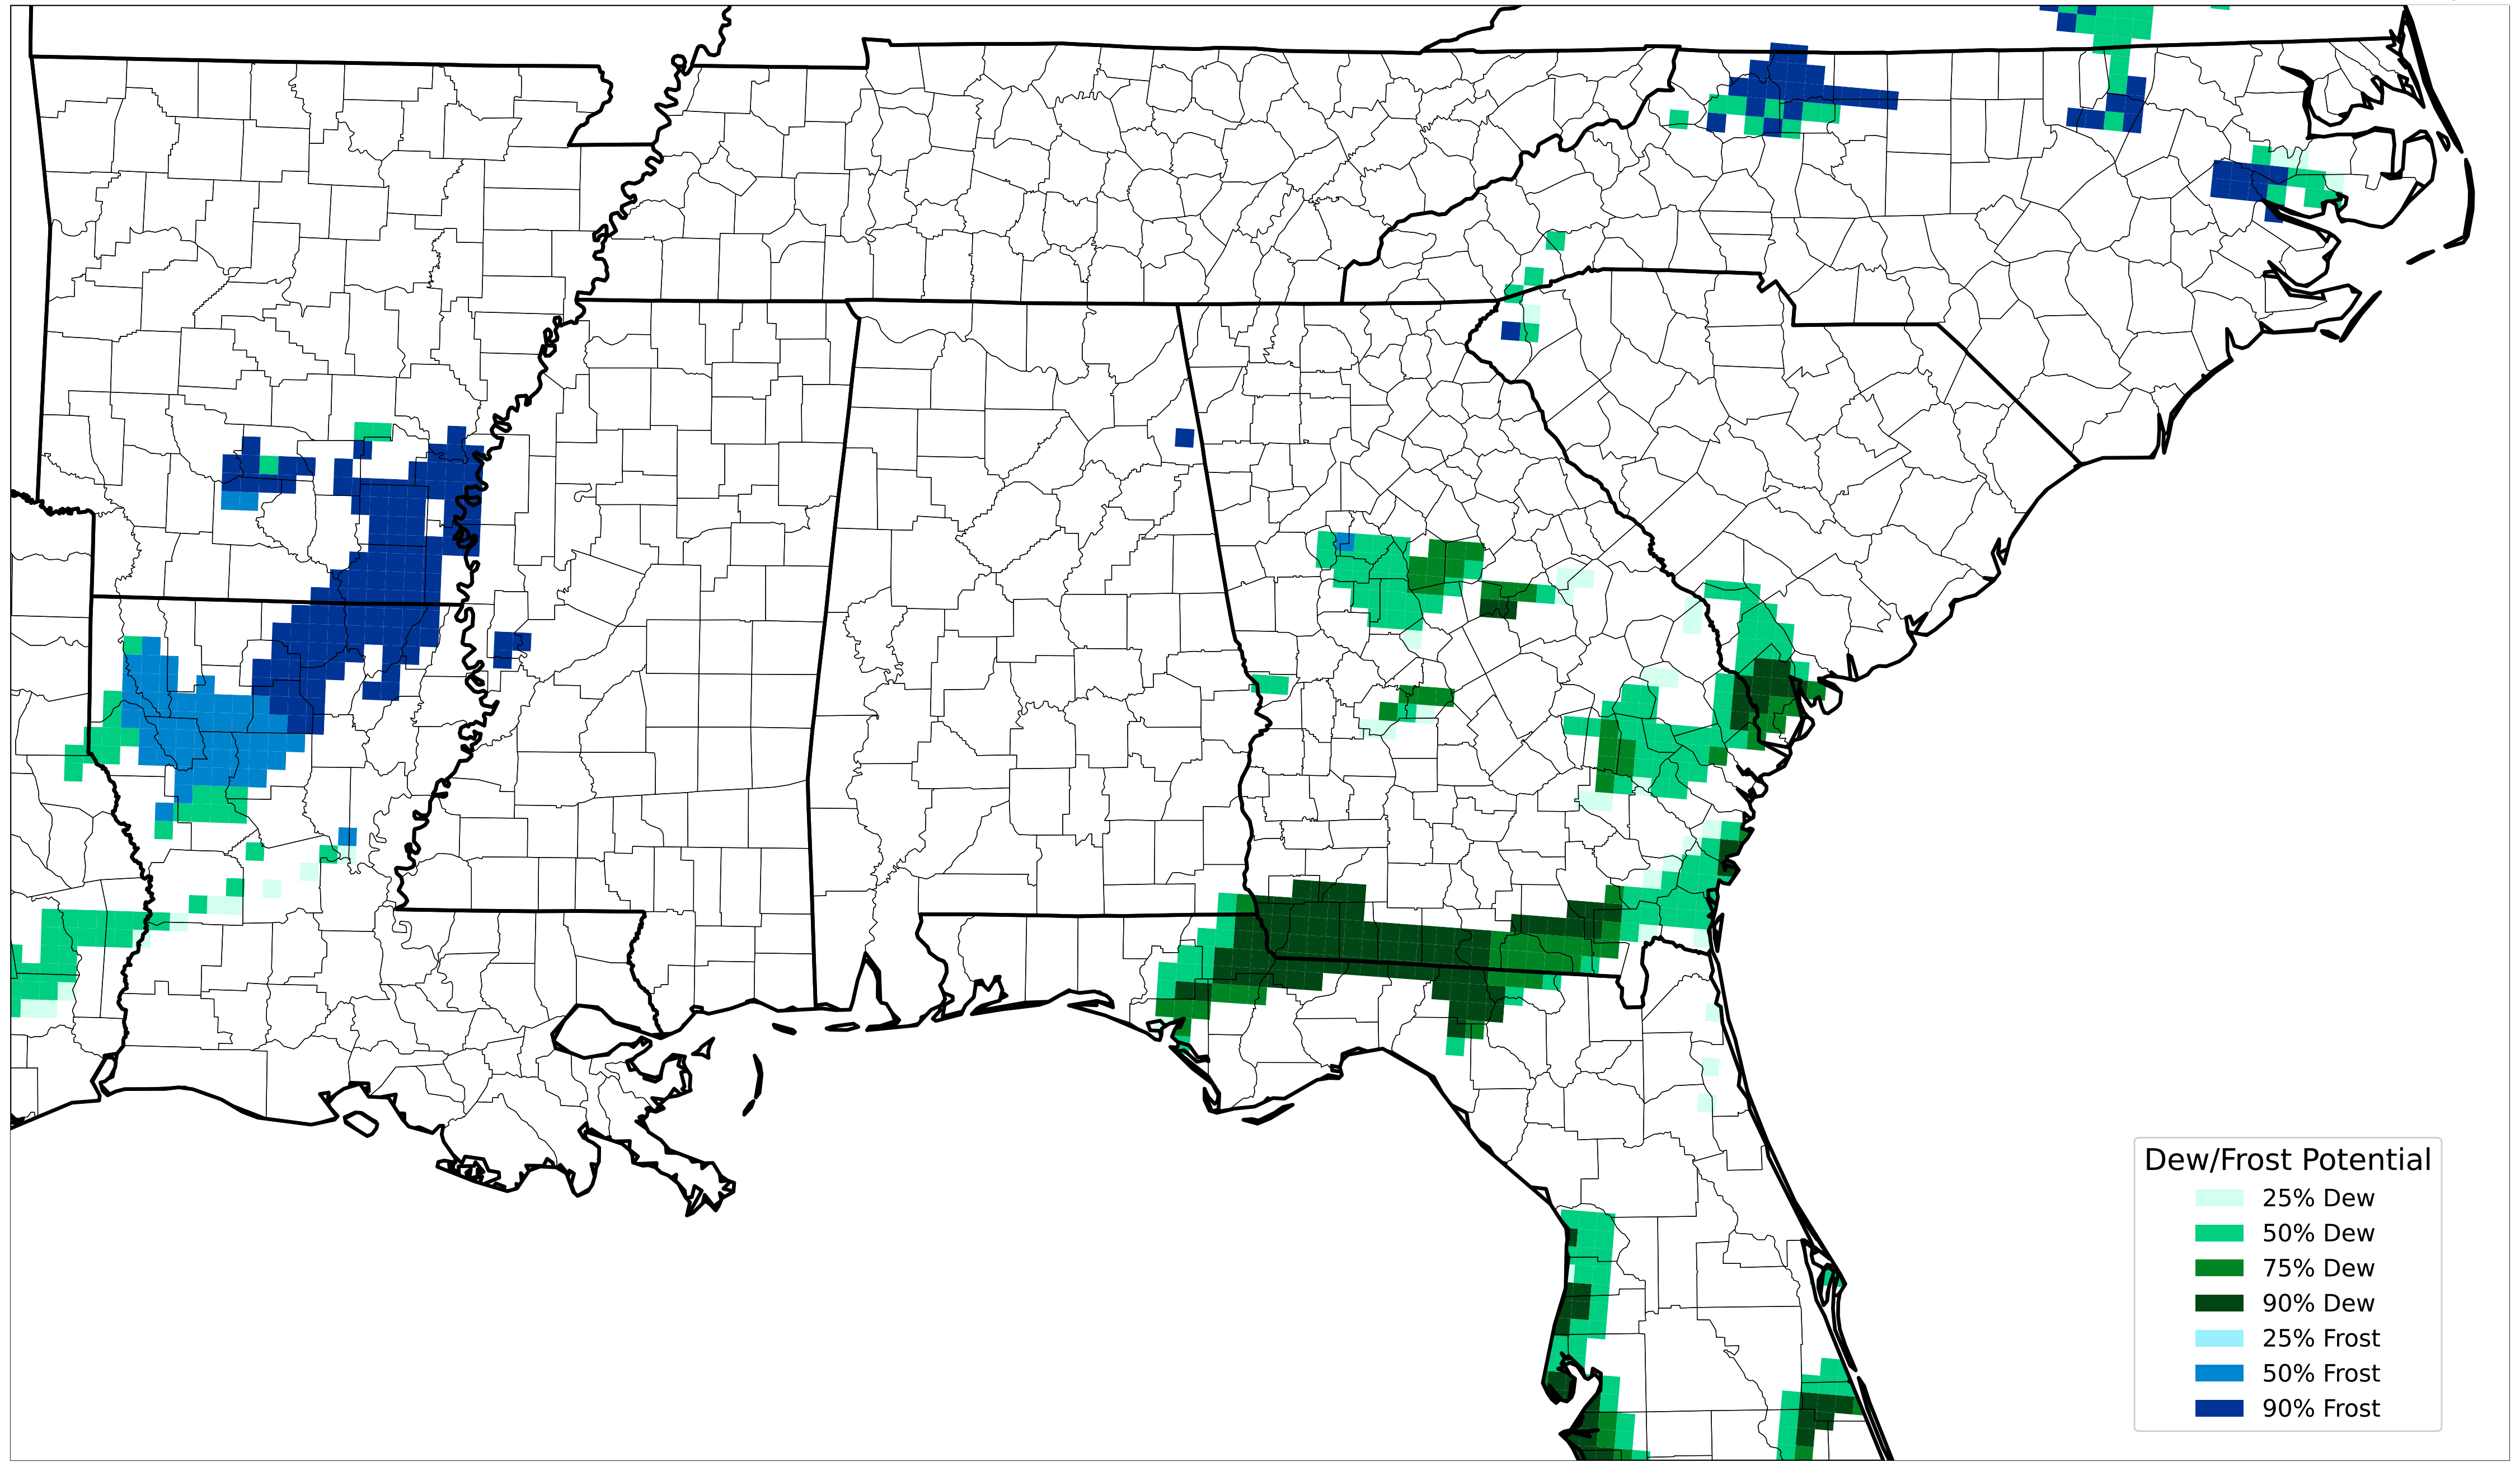 Dew/Frost Potential
25% Dew
50% Dew
75% Dew
90% Dew
25% Frost
50% Frost
90% Frost